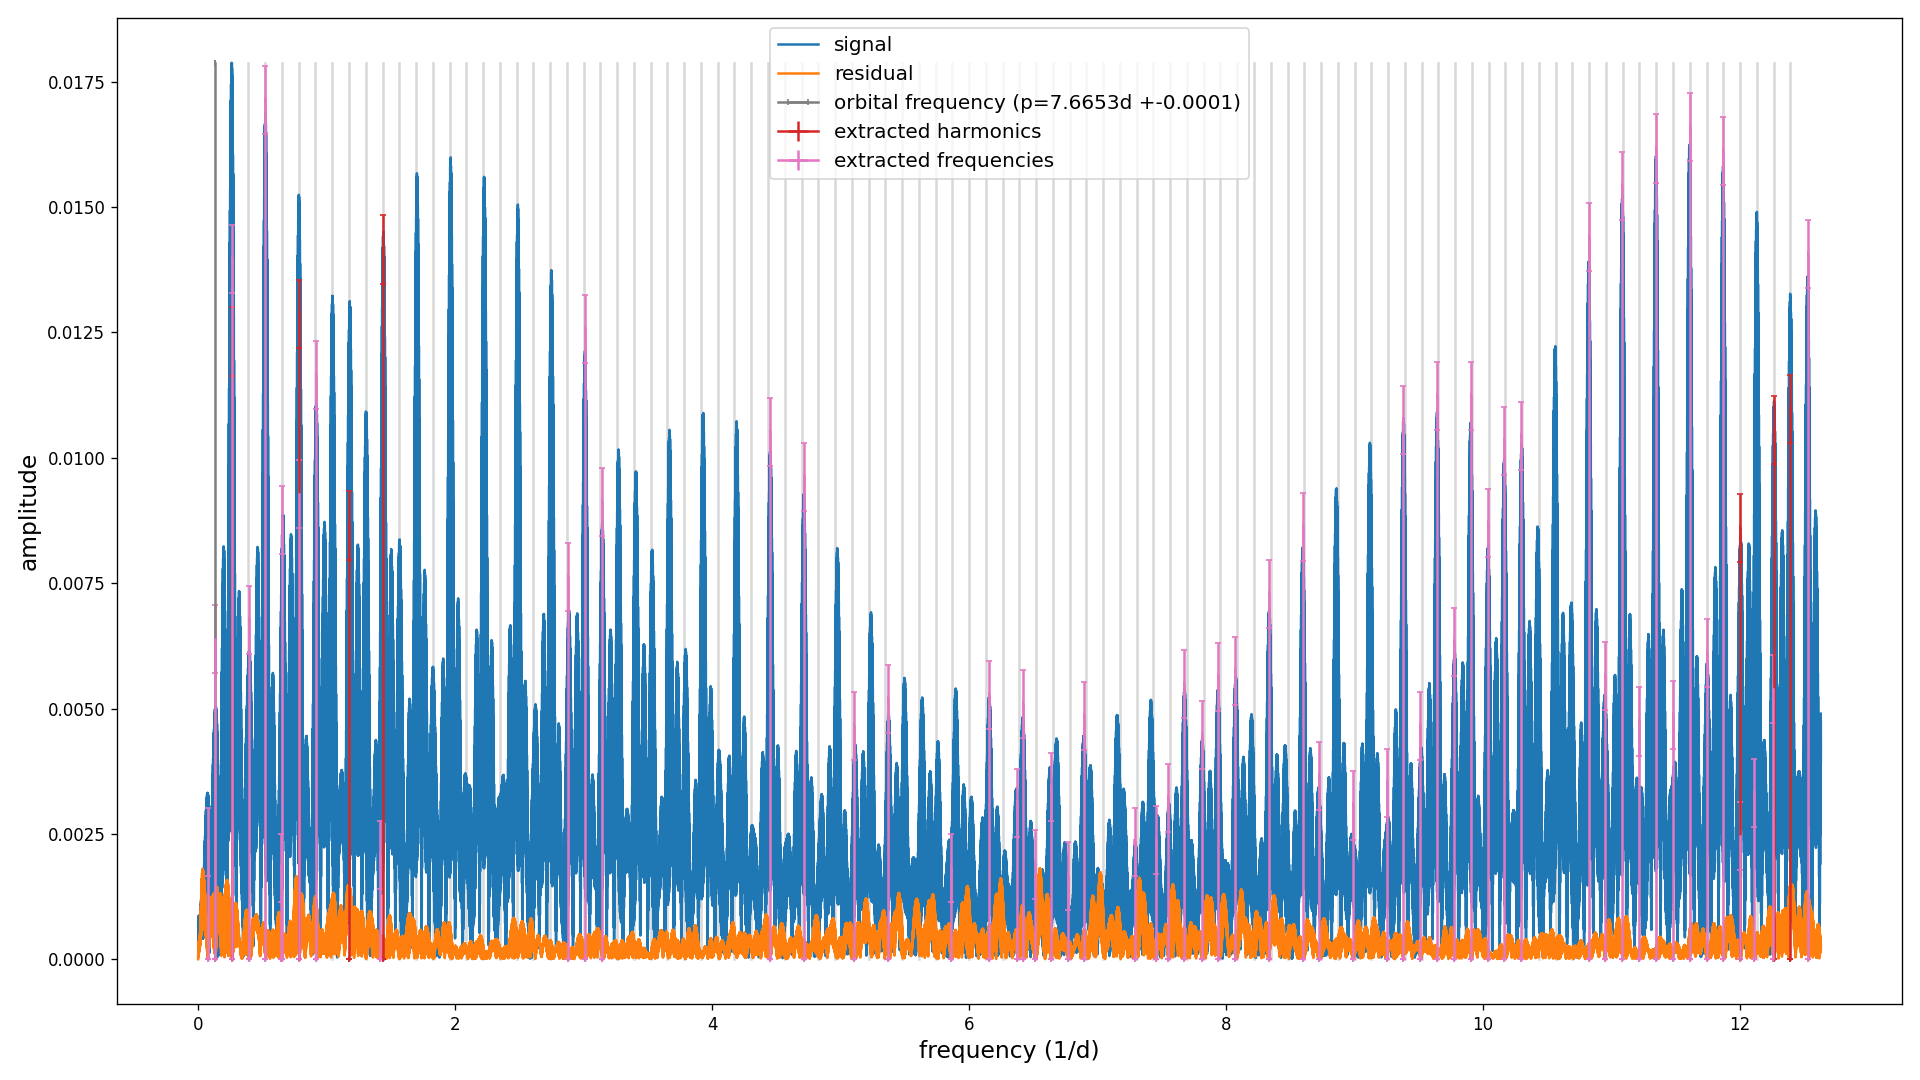 signal
residual
orbital frequency (p=7.6653d +-0.0001)
extracted harmonics
extracted frequencies
amplitude
0.0175
0.0150
0.0125
0.0100
0.0075
0.0050
0.0025
0.0000
0 2 4 6 8 10 12
frequency (1/d)